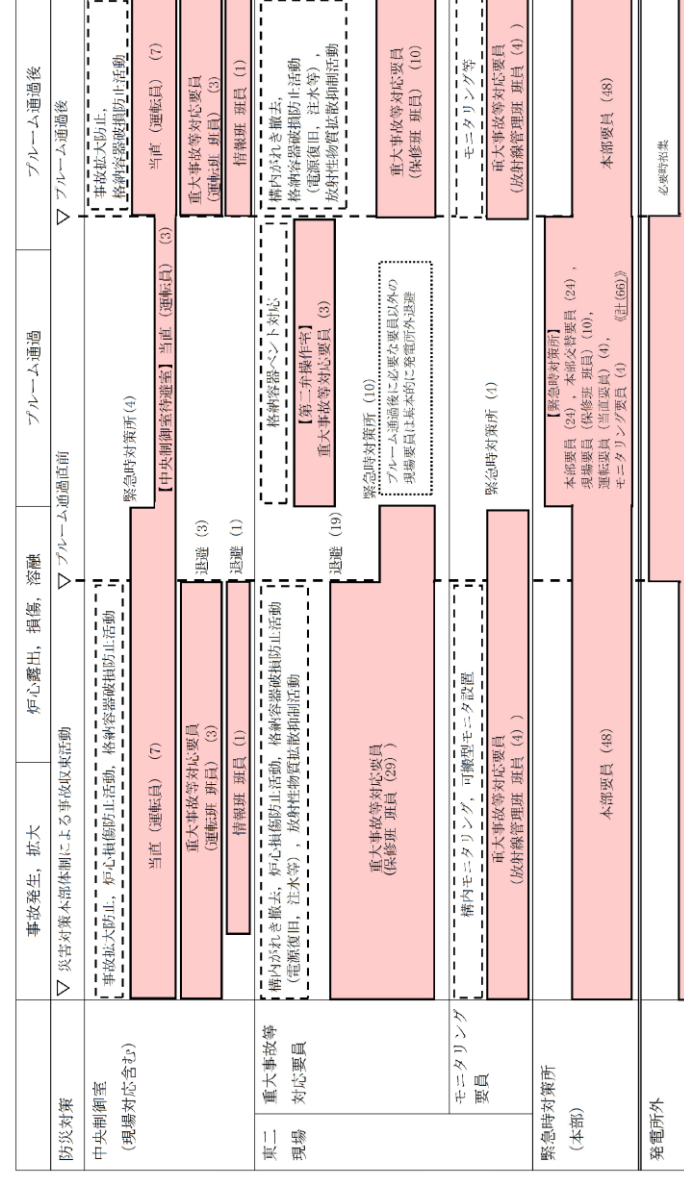 事故発生，拡大
炉心露出，損傷，溶融
プルーム通過
プルーム通過後
防災対策
▽ 災害対策本部体制による事故収束活動
▽ プルーム通過直前
▽ プルーム通過後
中央制御室
(現場対応含む)
事故拡大防止，炉心損傷防止活動，格納容器破損防止活動
当直（運転員）(7)
重大事故等対応要員
(運転班 班員) (3)
情報班 班員 (1)
退避 (3)
退避 (1)
緊急時対策所(4)
【中央制御室待避室】当直（運転員）(3)
事故拡大防止，
格納容器破損防止活動
当直（運転員）(7)
重大事故等対応要員
(運転班 班員) (3)
情報班 班員 (1)
東二
現場
重大事故等
対応要員
構内がれき撤去，炉心損傷防止活動，格納容器破損防止活動
（電源復旧，注水等），放射性物質拡散抑制活動
重大事故等対応要員
(保修班 班員 (29))
退避 (19)
格納容器ベント対応
【第二弁操作室】
重大事故等対応要員 (3)
緊急時対策所 (10)
プルーム通過後に必要な要員以外の
現場要員は基本的に発電所外退避
構内がれき撤去，
格納容器破損防止活動
（電源復旧，注水等），
放射性物質拡散抑制活動
重大事故等対応要員
(保修班 班員) (10)
モニタリング
要員
構内モニタリング，可搬型モニタ設置
重大事故等対応要員
(放射線管理班 班員 (4) )
緊急時対策所 (4)
モニタリング等
重大事故等対応要員
(放射線管理班 班員 (4) )
緊急時対策所
(本部)
本部要員 (48)
【緊急時対策所】
本部要員 (24)，本部交替要員 (24)，
現場要員 (保修班 班員) (10)，
運転要員 (当直要員) (4)，
モニタリング要員 (4)　《計(66)》
本部要員 (48)
発電所外
必要時招集